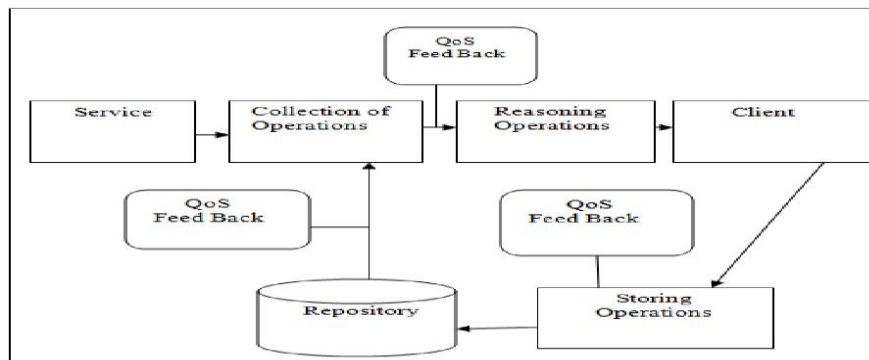 QoS
Feed Back
Service
Collection of
Operations
Reasoning
Operations
Client
QoS
Feed Back
QoS
Feed Back
Repository
Storing
Operations